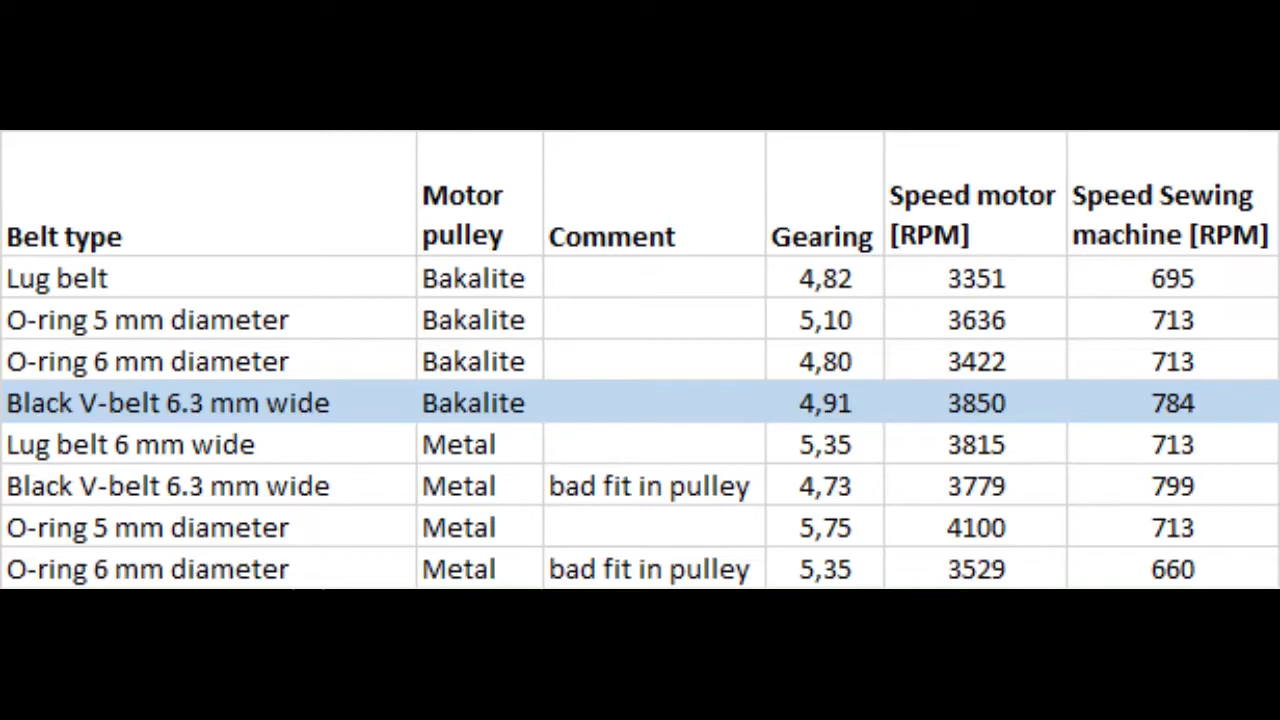 Belt type Motor pulley Comment Gearing Speed motor [RPM] Speed Sewing machine [RPM]
Lug belt Bakalite 4,82 3351 695
O-ring 5 mm diameter Bakalite 5,10 3636 713
O-ring 6 mm diameter Bakalite 4,80 3422 713
Black V-belt 6.3 mm wide Bakalite 4,91 3850 784
Lug belt 6 mm wide Metal 5,35 3815 713
Black V-belt 6.3 mm wide Metal bad fit in pulley 4,73 3779 799
O-ring 5 mm diameter Metal 5,75 4100 713
O-ring 6 mm diameter Metal bad fit in pulley 5,35 3529 660